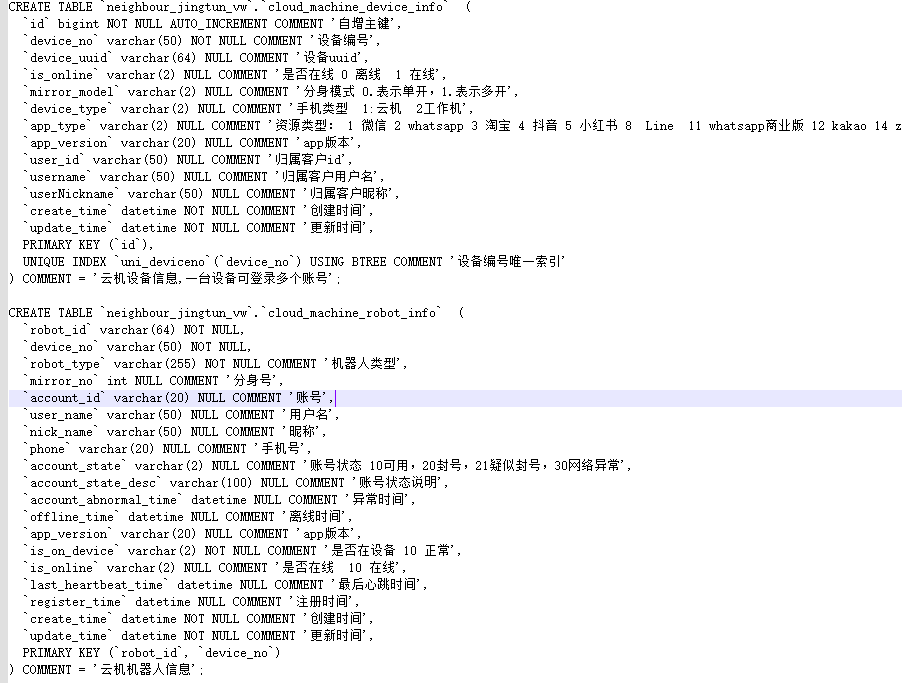 CREATE TABLE `neighbour_jingtun_vw`.`cloud_machine_device_info`  (
  `id` bigint NOT NULL AUTO_INCREMENT COMMENT '自增主键',
  `device_no` varchar(50) NOT NULL COMMENT '设备编号',
  `device_uuid` varchar(64) NULL COMMENT '设备uuid',
  `is_online` varchar(2) NULL COMMENT '是否在线 0 离线  1 在线',
  `mirror_model` varchar(2) NULL COMMENT '分身模式 0.表示单开，1.表示多开',
  `device_type` varchar(2) NULL COMMENT '手机类型  1:云机  2工作机',
  `app_type` varchar(2) NULL COMMENT '资源类型： 1 微信 2 whatsapp 3 淘宝 4 抖音 5 小红书 8  Line  11 whatsapp商业版 12 kakao 14 z
  `app_version` varchar(20) NULL COMMENT 'app版本',
  `user_id` varchar(50) NULL COMMENT '归属客户id',
  `username` varchar(50) NULL COMMENT '归属客户用户名',
  `userNickname` varchar(50) NULL COMMENT '归属客户昵称',
  `create_time` datetime NOT NULL COMMENT '创建时间',
  `update_time` datetime NOT NULL COMMENT '更新时间',
  PRIMARY KEY (`id`),
  UNIQUE INDEX `uni_deviceno`(`device_no`) USING BTREE COMMENT '设备编号唯一索引'
) COMMENT = '云机设备信息,一台设备可登录多个账号';

CREATE TABLE `neighbour_jingtun_vw`.`cloud_machine_robot_info`  (
  `robot_id` varchar(64) NOT NULL,
  `device_no` varchar(50) NOT NULL,
  `robot_type` varchar(255) NOT NULL COMMENT '机器人类型',
  `mirror_no` int NULL COMMENT '分身号',
  `account_id` varchar(20) NULL COMMENT '账号',
  `user_name` varchar(50) NULL COMMENT '用户名',
  `nick_name` varchar(50) NULL COMMENT '昵称',
  `phone` varchar(20) NULL COMMENT '手机号',
  `account_state` varchar(2) NULL COMMENT '账号状态 10可用，20封号，21疑似封号，30网络异常',
  `account_state_desc` varchar(100) NULL COMMENT '账号状态说明',
  `account_abnormal_time` datetime NULL COMMENT '异常时间',
  `offline_time` datetime NULL COMMENT '离线时间',
  `app_version` varchar(20) NULL COMMENT 'app版本',
  `is_on_device` varchar(2) NOT NULL COMMENT '是否在设备 10 正常',
  `is_online` varchar(2) NULL COMMENT '是否在线  10 在线',
  `last_heartbeat_time` datetime NULL COMMENT '最后心跳时间',
  `register_time` datetime NULL COMMENT '注册时间',
  `create_time` datetime NOT NULL COMMENT '创建时间',
  `update_time` datetime NOT NULL COMMENT '更新时间',
  PRIMARY KEY (`robot_id`, `device_no`)
) COMMENT = '云机机器人信息';